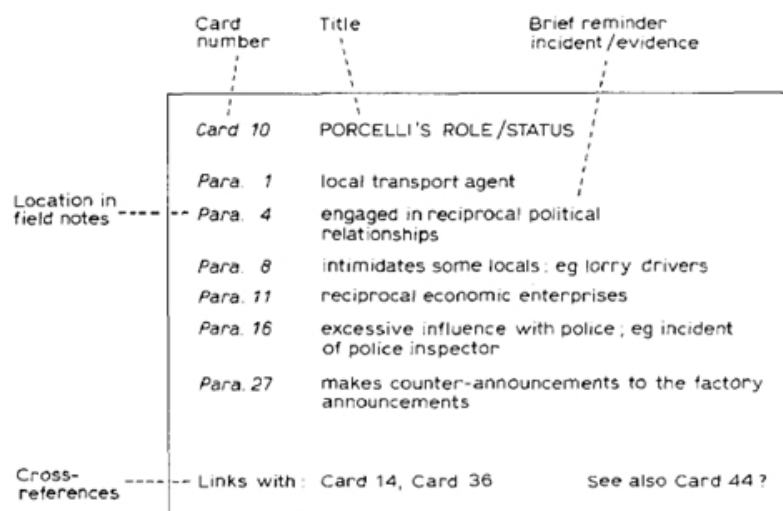 Card number
Title
Brief reminder incident/evidence
Card 10 PORCELLI'S ROLE/STATUS
Para. 1 local transport agent
Location in field notes
Para. 4 engaged in reciprocal political
relationships
Para. 8 intimidates some locals; eg lorry drivers
Para. 11 reciprocal economic enterprises
Para. 16 excessive influence with police; eg incident
of police inspector
Para. 27 makes counter-announcements to the factory
announcements
Cross-references
Links with: Card 14, Card 36 See also Card 44?